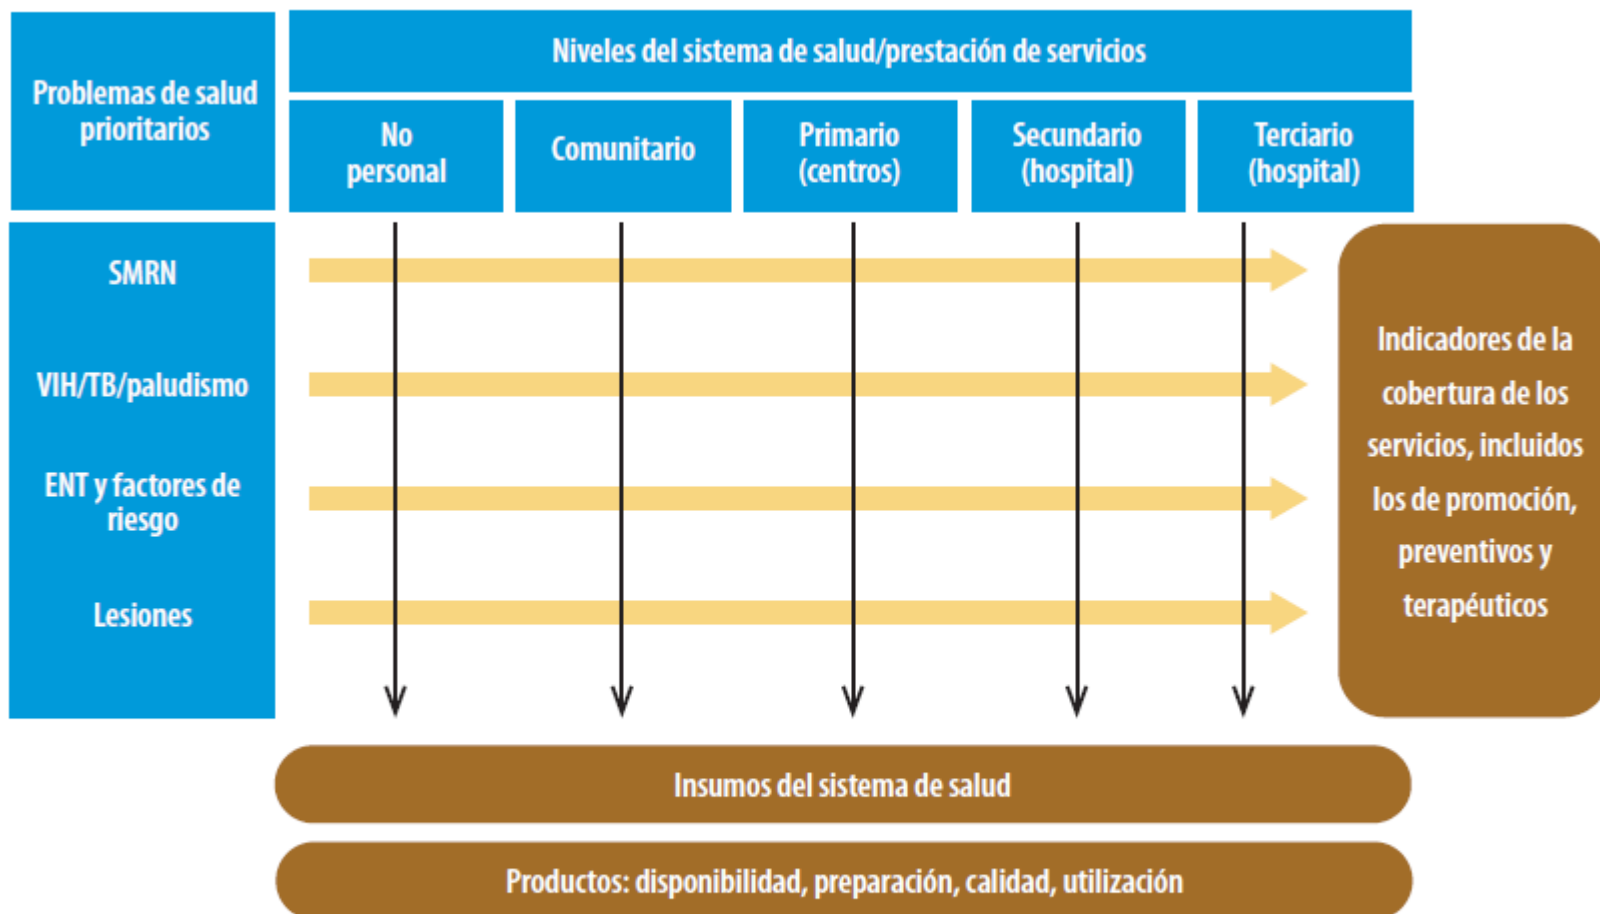 Problemas de salud
prioritarios
Niveles del sistema de salud/prestación de servicios
No
personal
Comunitario
Primario
(centros)
Secundario
(hospital)
Terciario
(hospital)
SMRN
VIH/TB/paludismo
ENT y factores de
riesgo
Lesiones
Indicadores de la
cobertura de los
servicios, incluidos
los de promoción,
preventivos y
terapéuticos
Insumos del sistema de salud
Productos: disponibilidad, preparación, calidad, utilización